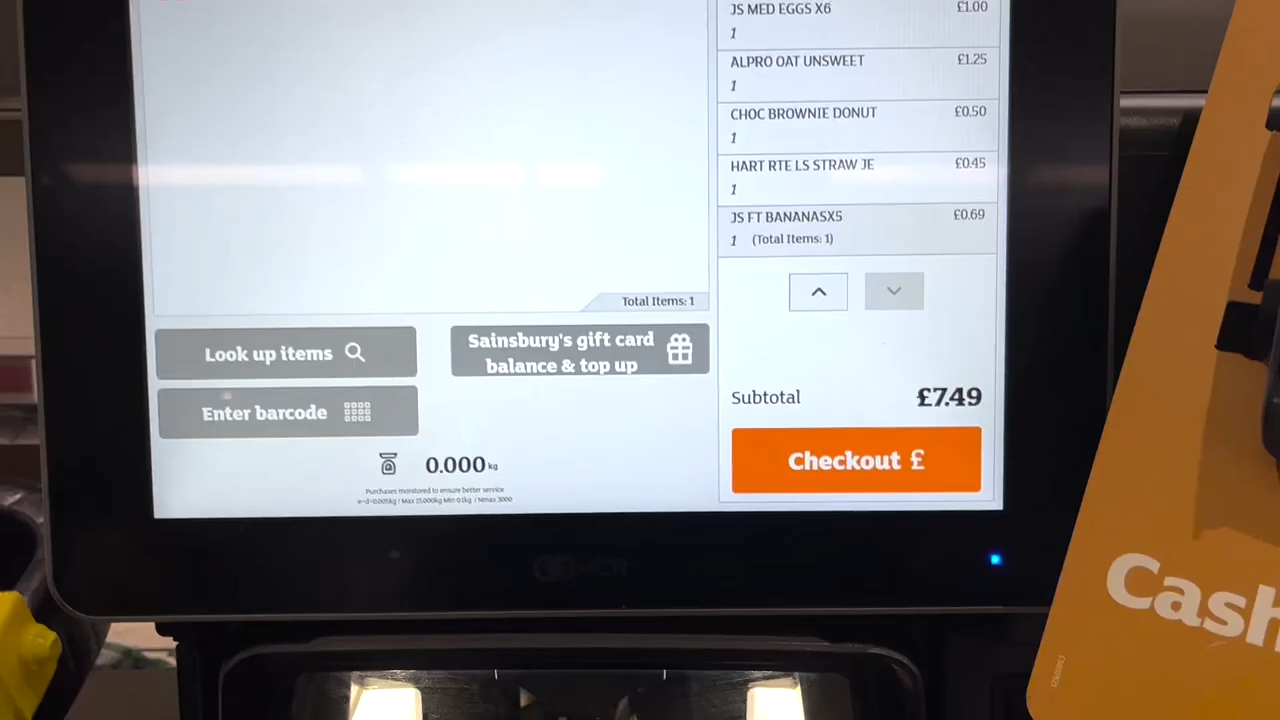 JS MED EGGS X6 £1.00
1
ALPRO OAT UNSWEET £1.25
1
CHOC BROWNIE DONUT £0.50
1
HART RTE LS STRAW JE £0.45
1
JS FT BANANASX5 £0.69
1 (Total Items: 1)
Total Items: 1
Look up items
Sainsbury's gift card
balance & top up
Enter barcode
Subtotal £7.49
Checkout £
0.000 kg
Purchases monitored to ensure better service
e=d=0.005kg / Max 15.000kg Min 0.1kg / Nmax 3000
NCR
Cash